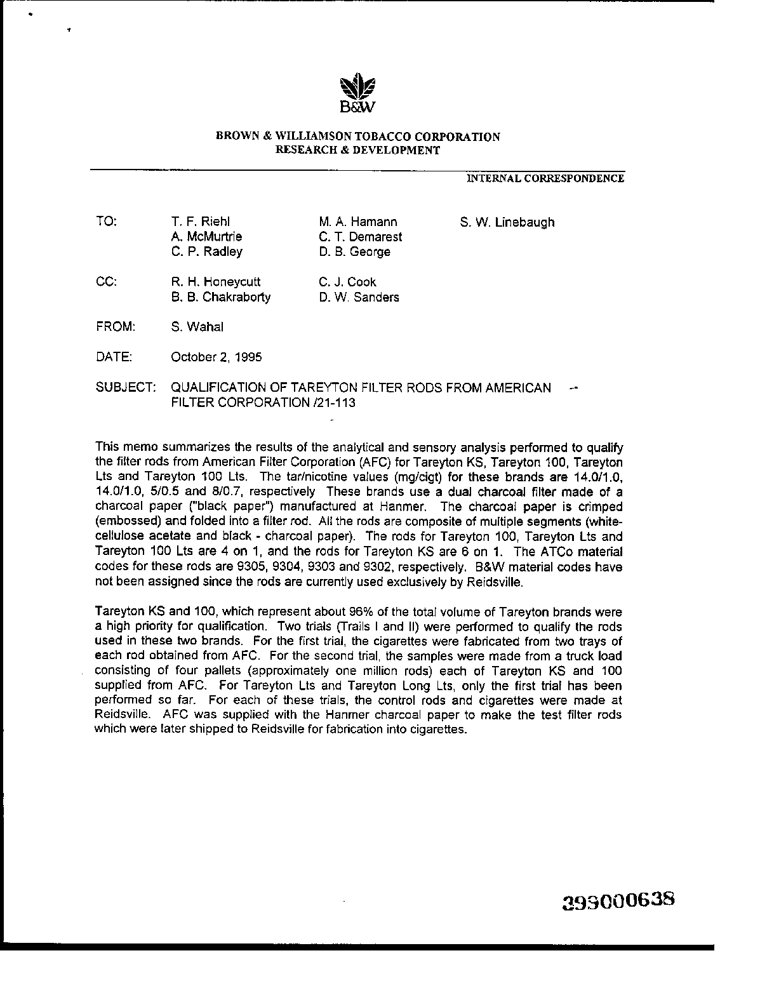 B&W
BROWN & WILLIAMSON TOBACCO CORPORATION
RESEARCH & DEVELOPMENT
INTERNAL CORRESPONDENCE
TO: T. F. Riehl M. A. Hamann S. W. Linebaugh
A. McMurtrie C. T. Demarest
C. P. Radley D. B. George
CC: R. H. Honeycutt C. J. Cook
B. B. Chakraborty D. W. Sanders
FROM: S. Wahal
DATE: October 2, 1995
SUBJECT: QUALIFICATION OF TAREYTON FILTER RODS FROM AMERICAN --
FILTER CORPORATION /21-113
This memo summarizes the results of the analytical and sensory analysis performed to qualify
the filter rods from American Filter Corporation (AFC) for Tareyton KS, Tareyton 100, Tareyton
Lts and Tareyton 100 Lts. The tar/nicotine values (mg/cigt) for these brands are 14.0/1.0,
14.0/1.0, 5/0.5 and 8/0.7, respectively These brands use a dual charcoal filter made of a
charcoal paper ("black paper") manufactured at Hanmer. The charcoal paper is crimped
(embossed) and folded into a filter rod. All the rods are composite of multiple segments (white-
cellulose acetate and black - charcoal paper). The rods for Tareyton 100, Tareyton Lts and
Tareyton 100 Lts are 4 on 1, and the rods for Tareyton KS are 6 on 1. The ATCo material
codes for these rods are 9305, 9304, 9303 and 9302, respectively. B&W material codes have
not been assigned since the rods are currently used exclusively by Reidsville.
Tareyton KS and 100, which represent about 96% of the total volume of Tareyton brands were
a high priority for qualification. Two trials (Trails I and II) were performed to qualify the rods
used in these two brands. For the first trial, the cigarettes were fabricated from two trays of
each rod obtained from AFC. For the second trial, the samples were made from a truck load
consisting of four pallets (approximately one million rods) each of Tareyton KS and 100
supplied from AFC. For Tareyton Lts and Tareyton Long Lts, only the first trial has been
performed so far. For each of these trials, the control rods and cigarettes were made at
Reidsville. AFC was supplied with the Hanmer charcoal paper to make the test filter rods
which were later shipped to Reidsville for fabrication into cigarettes.
399000638